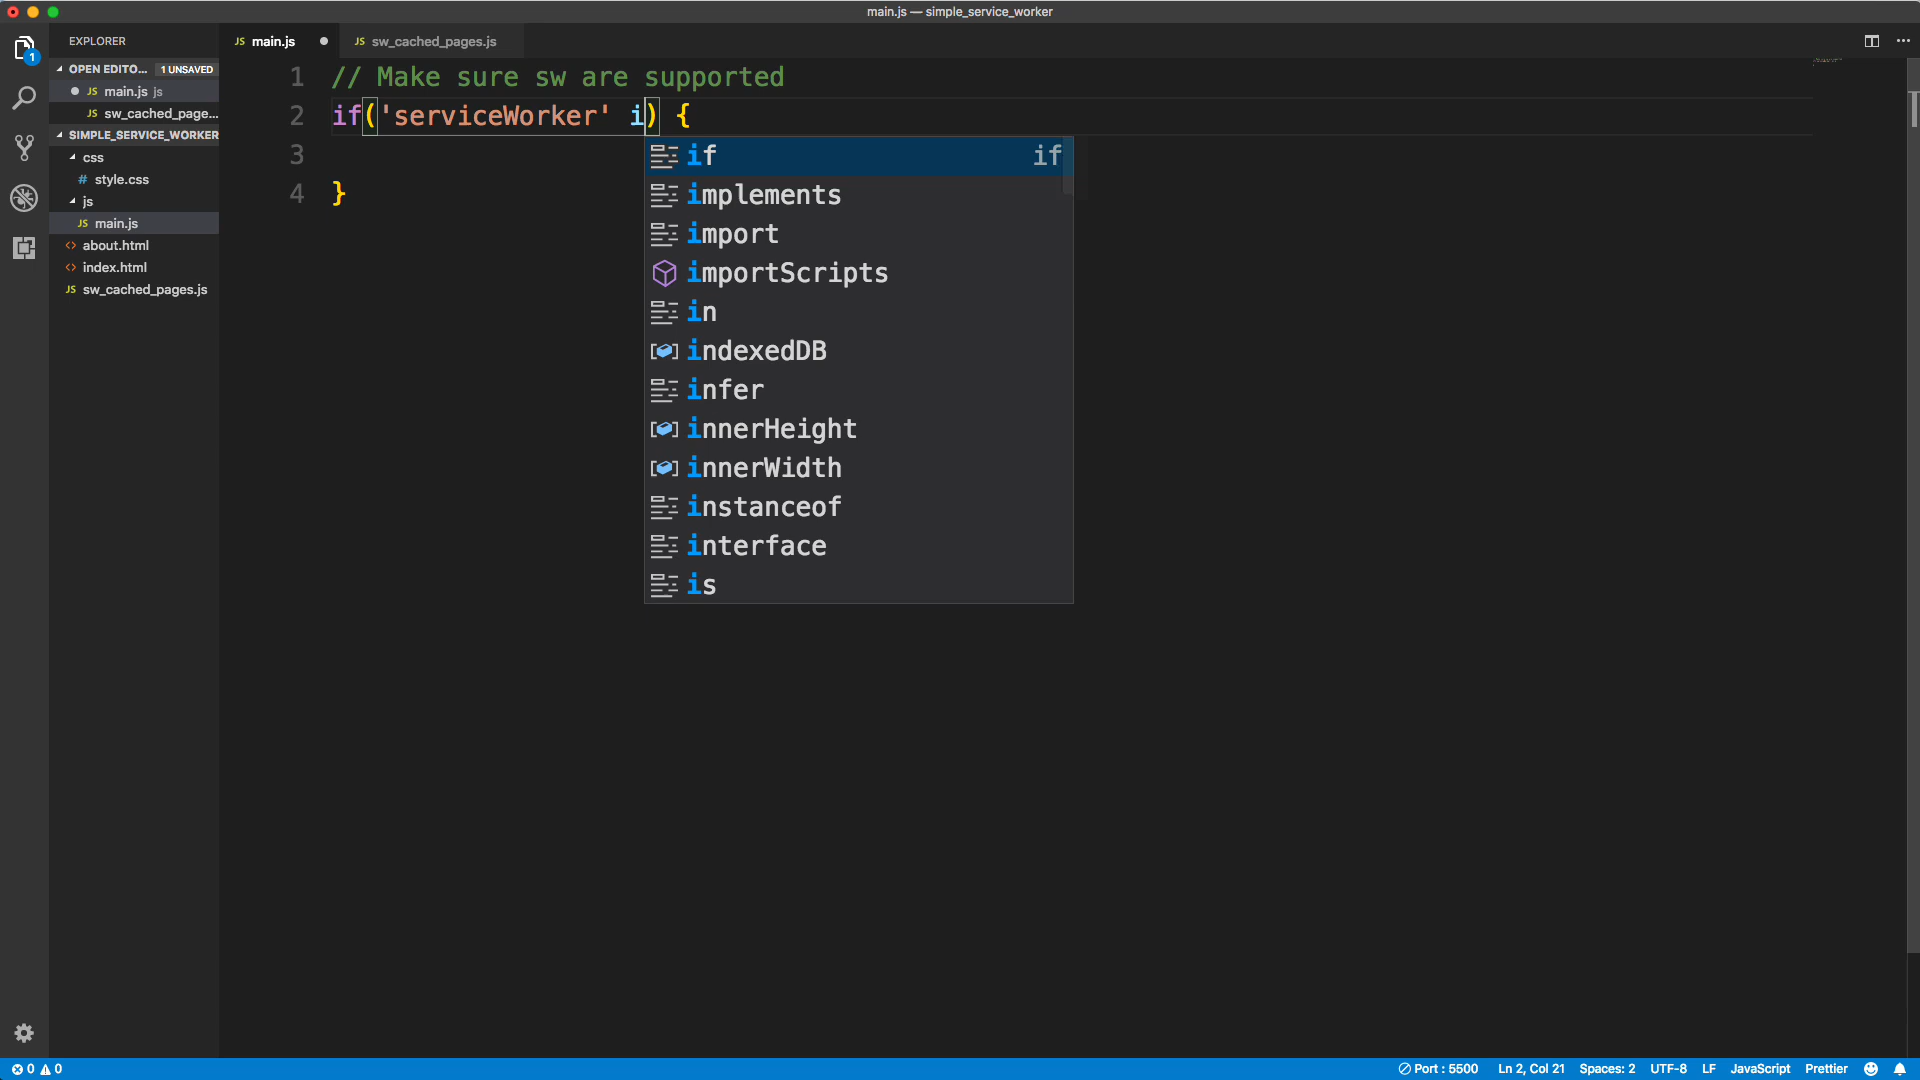 main.js — simple_service_worker
EXPLORER
OPEN EDITO... 1 UNSAVED
main.js js
sw_cached_page...
SIMPLE_SERVICE_WORKER
css
# style.css
js
JS main.js
<> about.html
<> index.html
JS sw_cached_pages.js
1
JS main.js
JS sw_cached_pages.js
1 // Make sure sw are supported
2 if('serviceWorker' i) {
3
4 }
if if
implements
import
importScripts
in
indexedDB
infer
innerHeight
innerWidth
instanceof
interface
is
0 0 Port : 5500 Ln 2, Col 21 Spaces: 2 UTF-8 LF JavaScript Prettier